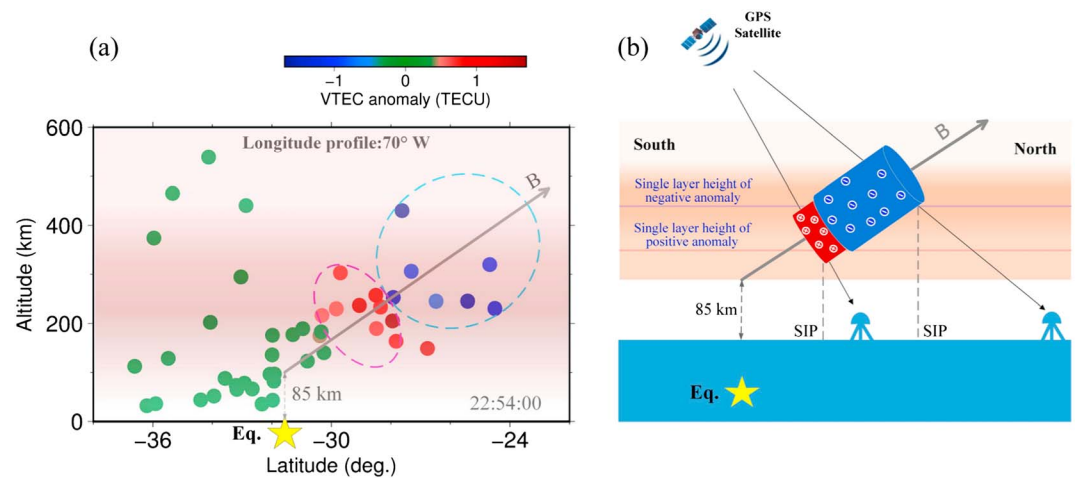 (a)
−1
0
1
VTEC anomaly (TECU)
600
400
200
0
Altitude (km)
Longitude profile:70° W
B
85 km
22:54:00
Eq.
−36
−30
−24
Latitude (deg.)
(b)
GPS
Satellite
South
B
North
Single layer height of
negative anomaly
Single layer height of
positive anomaly
85 km
SIP
SIP
Eq.